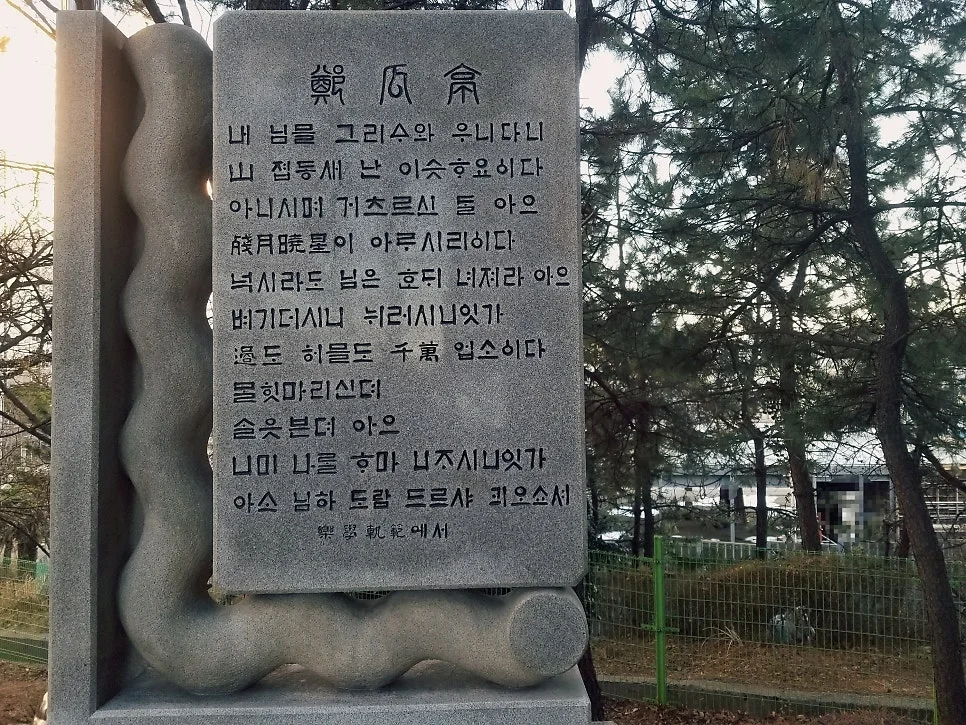 鄭瓜亭
내 님믈 그리ᄉᆞ와 우니다니
山 졉동새 난 이슷ᄒᆞ요이다
아니시며 거츠르신 ᄃᆞᆯ 아으
殘月曉星이 아ᄅᆞ시리이다
넉시라도 님은 ᄒᆞᆫᄃᆡ 녀져라 아으
벼기더시니 뉘러시니잇가
過도 허믈도 千萬 업소이다
ᄆᆞᆯ힛마리신뎌
ᄉᆞᆯ읏븐뎌 아으
니미 나ᄅᆞᆯ ᄒᆞ마 니ᄌᆞ시니잇가
아소 님하 도람 드르샤 괴오쇼셔
樂學軌範에서